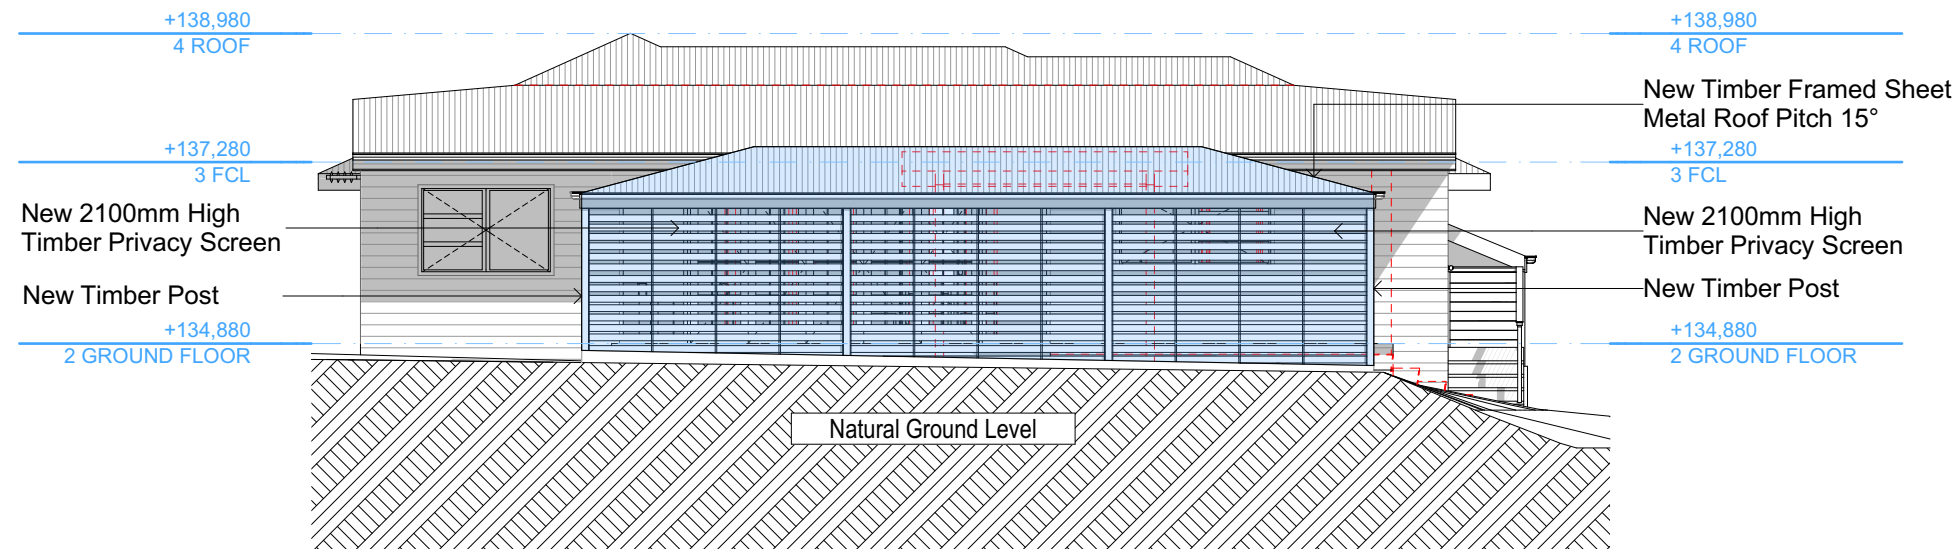 +138,980
4 ROOF
+137,280
3 FCL
New 2100mm High
Timber Privacy Screen
New Timber Post
+134,880
2 GROUND FLOOR
Natural Ground Level
+138,980
4 ROOF
New Timber Framed Sheet
Metal Roof Pitch 15°
+137,280
3 FCL
New 2100mm High
Timber Privacy Screen
New Timber Post
+134,880
2 GROUND FLOOR